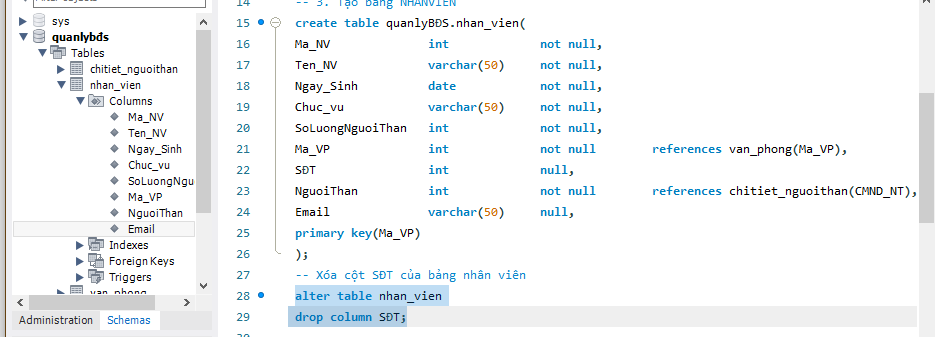 sys
quanlybđs
Tables
chitiet_nguoithan
nhan_vien
Columns
Ma_NV
Ten_NV
Ngay_Sinh
Chuc_vu
SoLuongNgu
Ma_VP
NguoiThan
Email
Indexes
Foreign Keys
Triggers
van_phong
Administration Schemas
14 -- 3. Tạo bảng NHANVIEN
15 create table quanlyBĐS.nhan_vien(
16 Ma_NV int not null,
17 Ten_NV varchar(50) not null,
18 Ngay_Sinh date not null,
19 Chuc_vu varchar(50) not null,
20 SoLuongNguoiThan int not null,
21 Ma_VP int not null references van_phong(Ma_VP),
22 SĐT int null,
23 NguoiThan int not null references chitiet_nguoithan(CMND_NT),
24 Email varchar(50) null,
25 primary key(Ma_VP)
26 );
27 -- Xóa cột SĐT của bảng nhân viên
28 alter table nhan_vien
29 drop column SĐT;
30